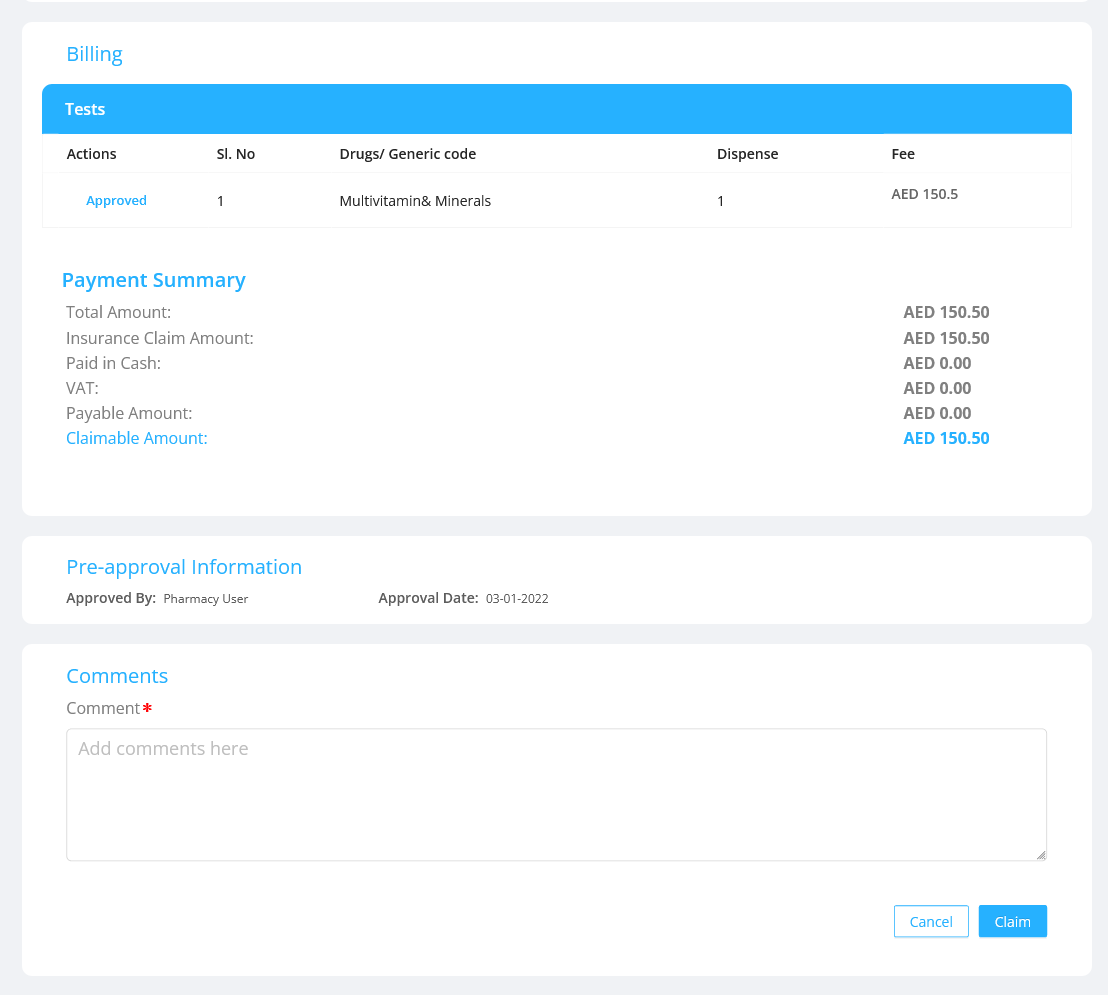 Billing
Tests
Actions Sl. No Drugs/ Generic code Dispense Fee
Approved 1 Multivitamin& Minerals 1 AED 150.5
Payment Summary
Total Amount: AED 150.50
Insurance Claim Amount: AED 150.50
Paid in Cash: AED 0.00
VAT: AED 0.00
Payable Amount: AED 0.00
Claimable Amount: AED 150.50
Pre-approval Information
Approved By: Pharmacy User Approval Date: 03-01-2022
Comments
Comment*
Add comments here
Cancel Claim